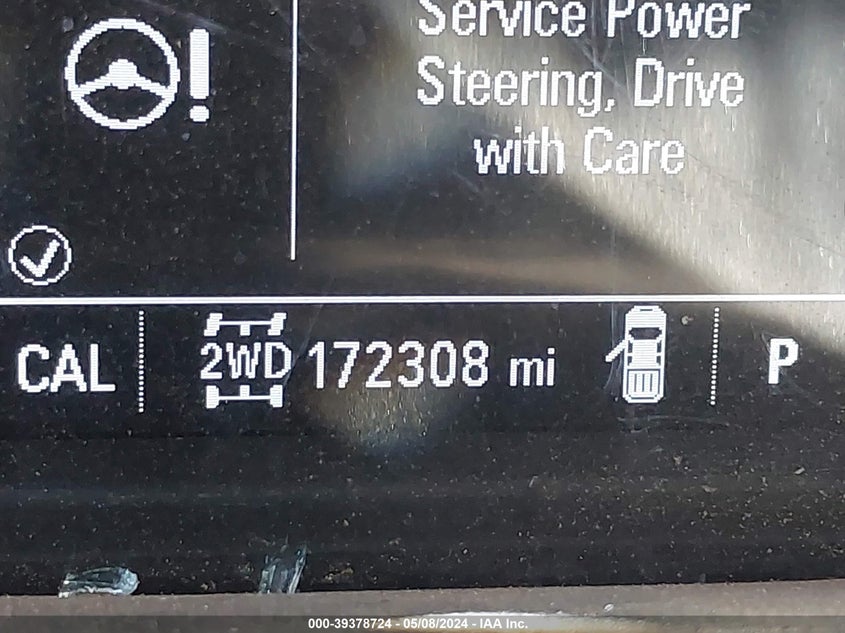 Service Power
Steering, Drive
with Care
CAL 2WD 172308 mi P
000-39378724 - 05/08/2024 - IAA Inc.